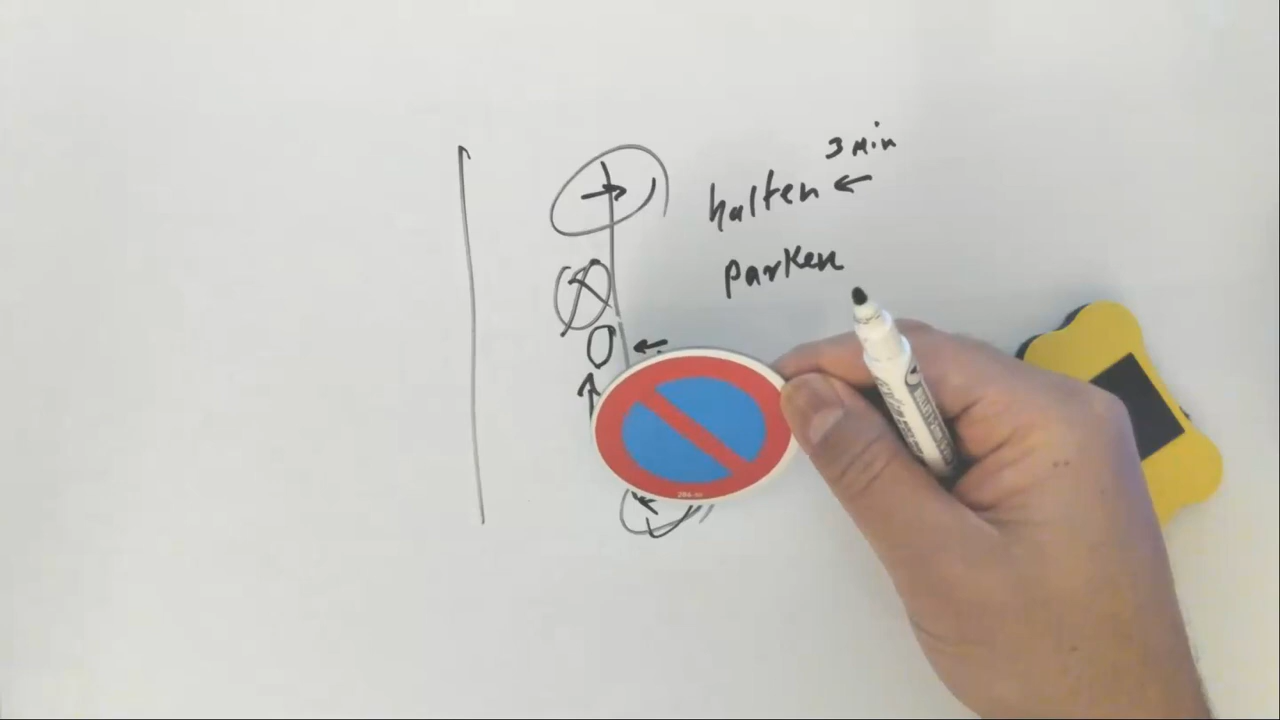 3 min
halten ←
parken